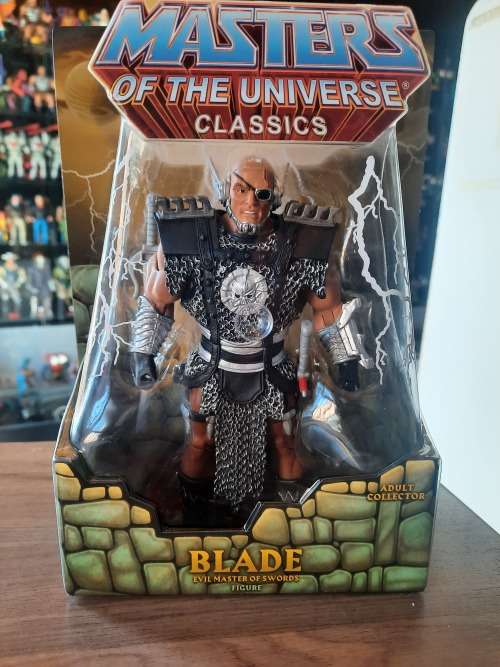 MASTERS
OF THE UNIVERSE®
CLASSICS
ADULT
COLLECTOR
BLADE
EVIL MASTER OF SWORDS
FIGURE